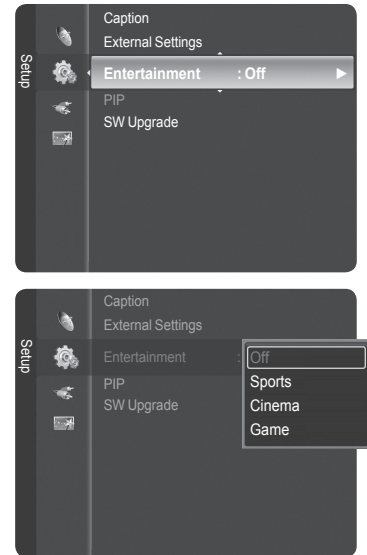 Setup
Caption
External Settings
Entertainment : Off
PIP
SW Upgrade
Setup
Caption
External Settings
Entertainment : Off
PIP
SW Upgrade
Sports
Cinema
Game